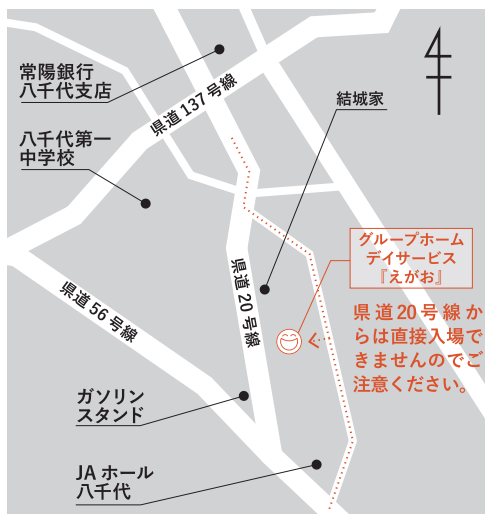 常陽銀行
八千代支店
県道137号線
結城家
八千代第一
中学校
グループホーム
デイサービス
『えがお』
県道20号線
県道56号線
県道20号線か
らは直接入場で
きませんのでご
注意ください。
ガソリン
スタンド
JAホール
八千代